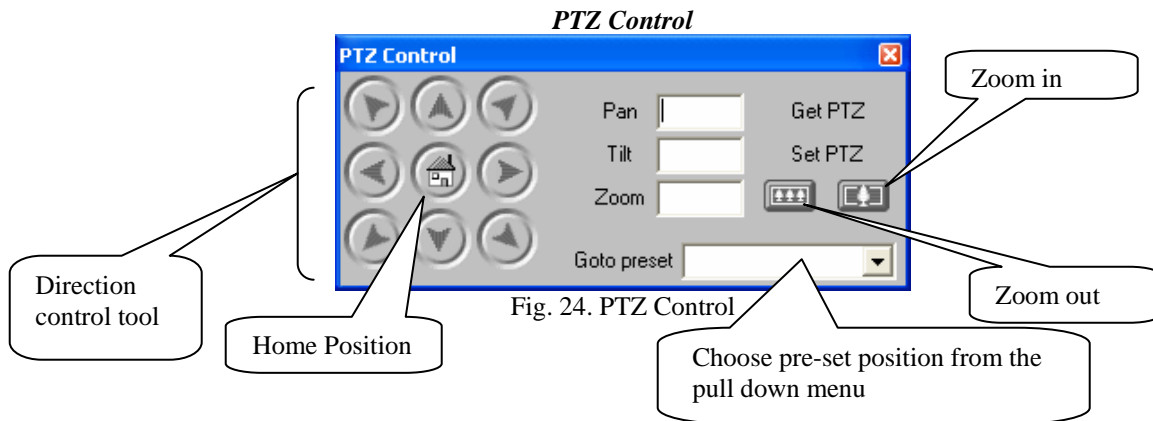 PTZ Control
PTZ Control
Zoom in
Pan
Get PTZ
Tilt
Set PTZ
Zoom
Goto preset
Direction
control tool
Home Position
Zoom out
Fig. 24. PTZ Control
Choose pre-set position from the
pull down menu